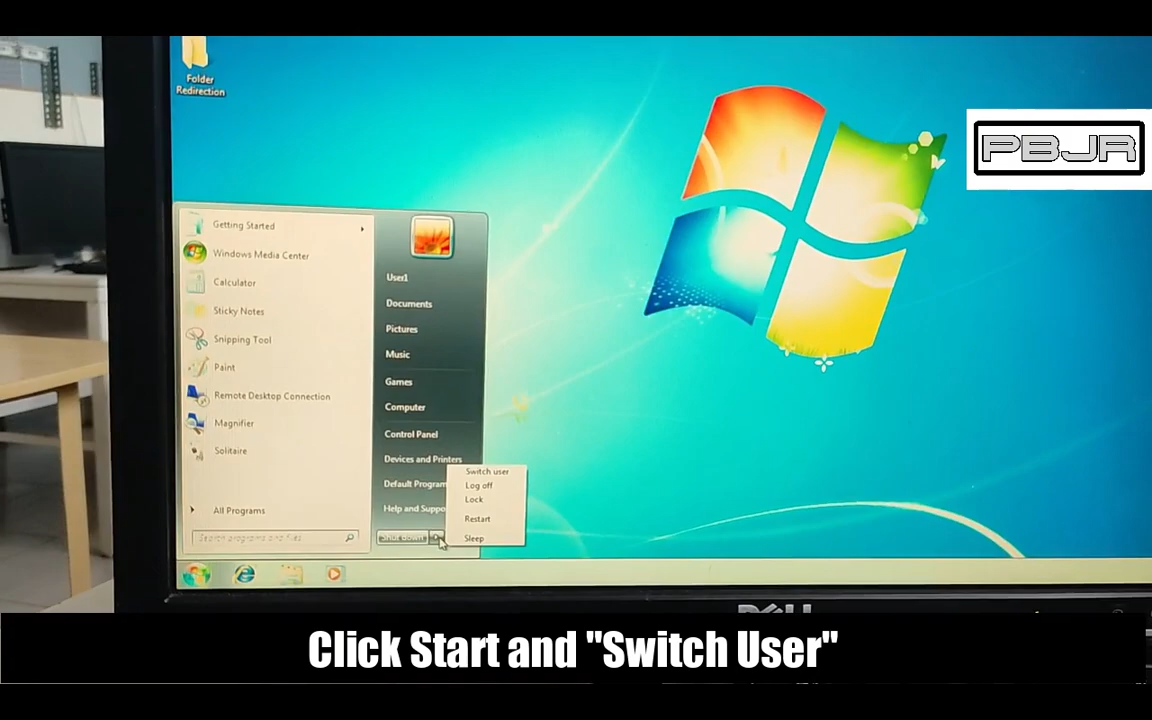 Folder
Redirection
PBJR
Getting Started
Windows Media Center
Calculator
Sticky Notes
Snipping Tool
Paint
Remote Desktop Connection
Magnifier
Solitaire
All Programs
Search programs and files
User1
Documents
Pictures
Music
Games
Computer
Control Panel
Devices and Printers
Default Program
Help and Suppo
Shut down
Switch user
Log off
Lock
Restart
Sleep
DELL
Click Start and "Switch User"